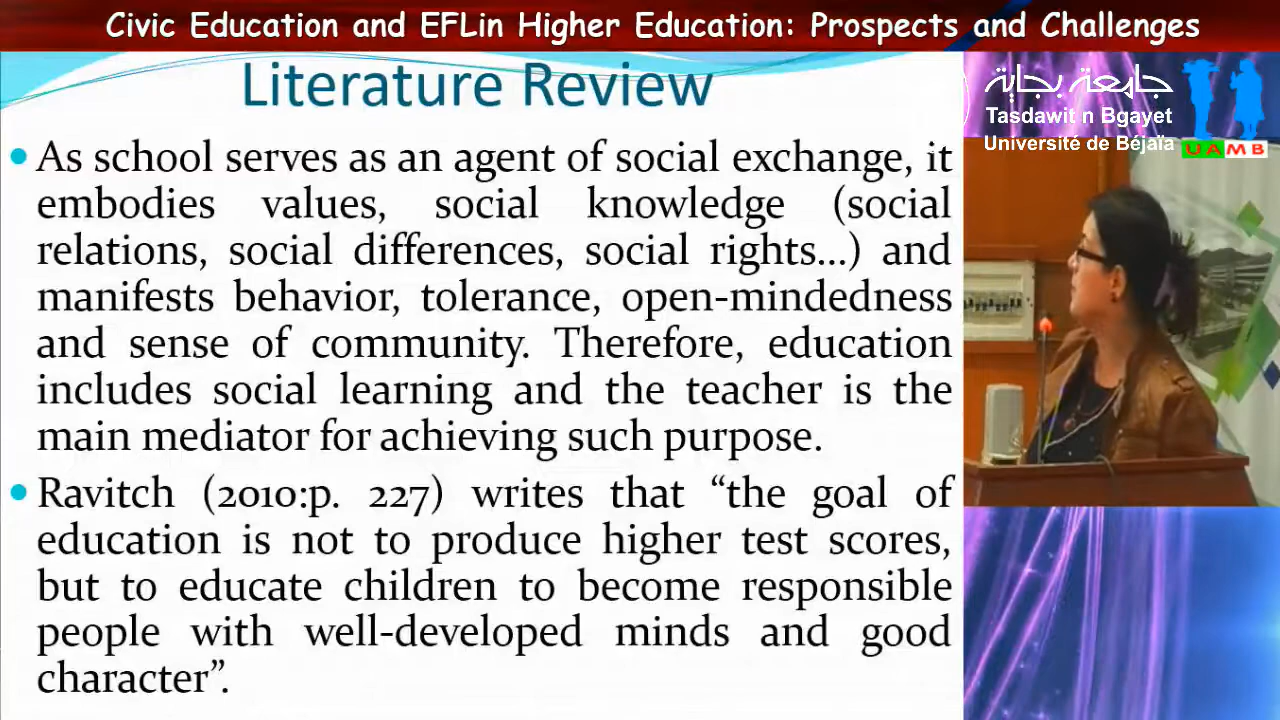 Civic Education and EFLin Higher Education: Prospects and Challenges
Literature Review
جامعة بجاية
Tasdawit n Bgayet
Université de Béjaïa
UAMB
• As school serves as an agent of social exchange, it
embodies values, social knowledge (social
relations, social differences, social rights...) and
manifests behavior, tolerance, open-mindedness
and sense of community. Therefore, education
includes social learning and the teacher is the
main mediator for achieving such purpose.
• Ravitch (2010:p. 227) writes that “the goal of
education is not to produce higher test scores,
but to educate children to become responsible
people with well-developed minds and good
character”.